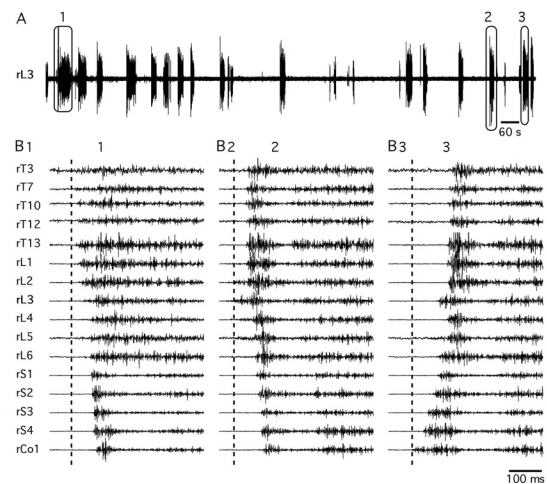 A
1
2
3
rL3
60 s
B1
1
B2
2
B3
3
rT3
rT7
rT10
rT12
rT13
rL1
rL2
rL3
rL4
rL5
rL6
rS1
rS2
rS3
rS4
rCo1
100 ms